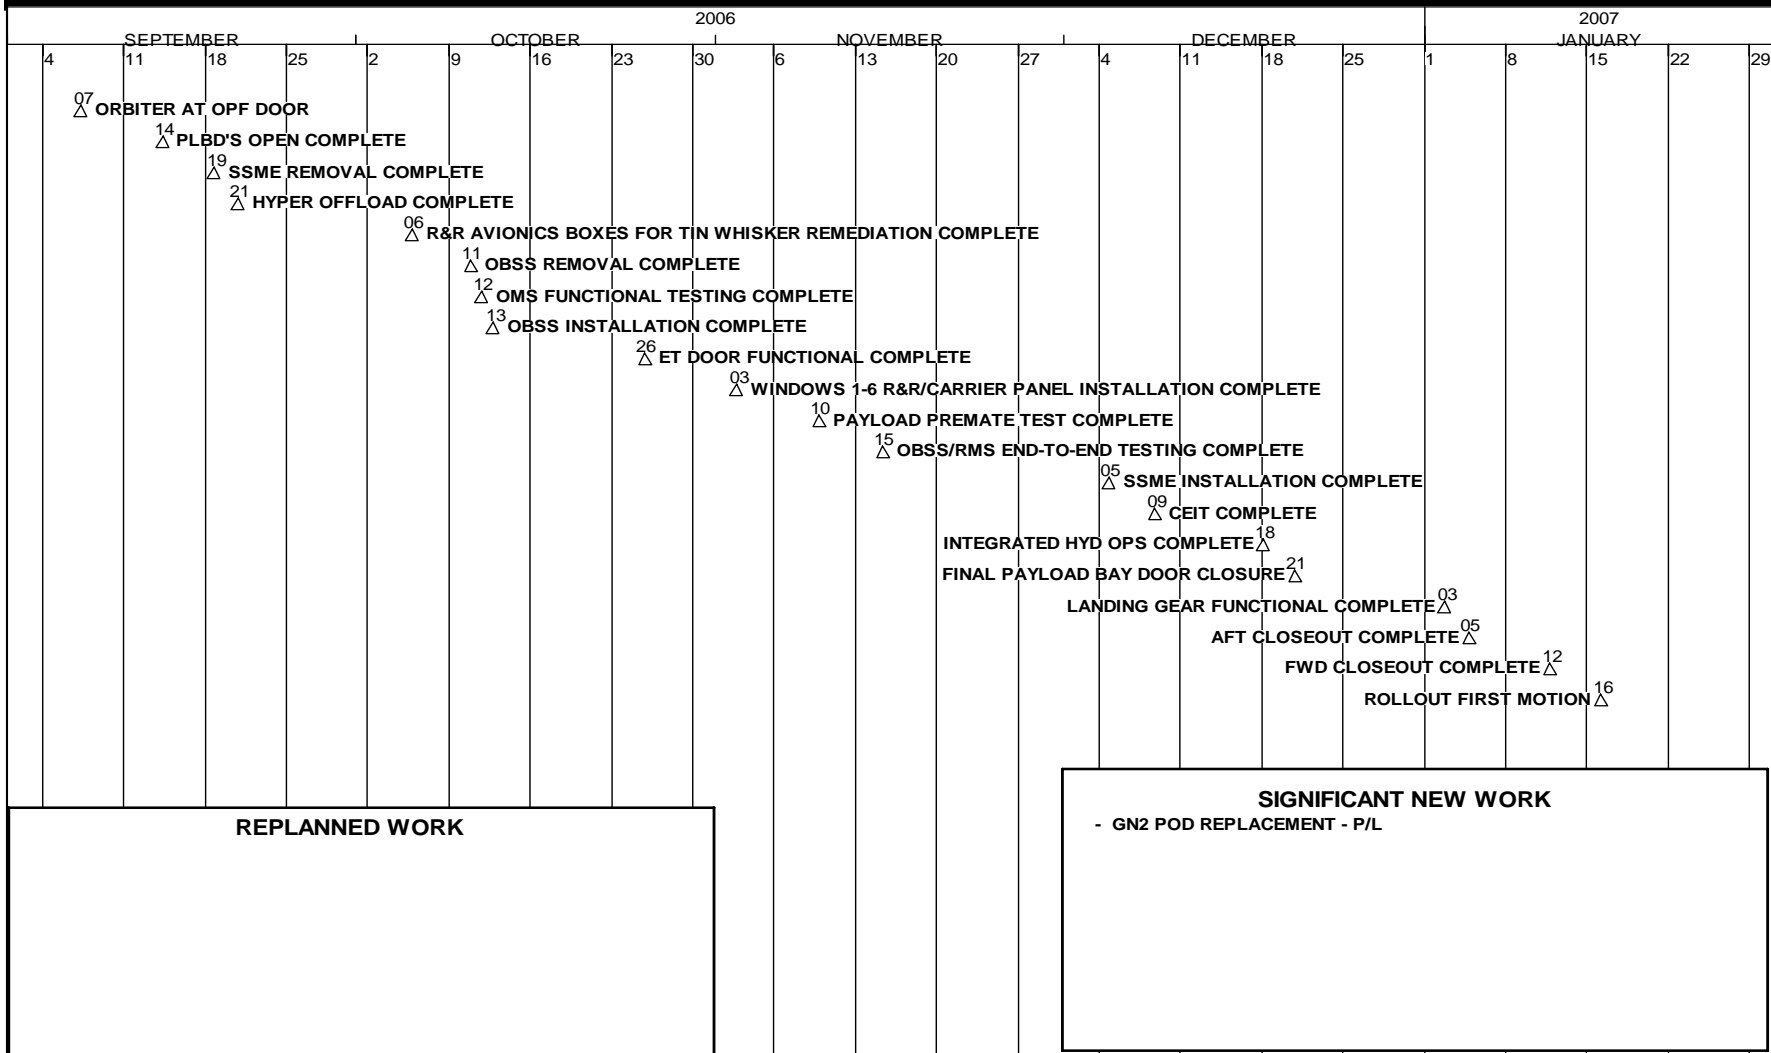 2006 2007
SEPTEMBER OCTOBER NOVEMBER DECEMBER JANUARY
4 11 18 25 2 9 16 23 30 6 13 20 27 4 11 18 25 1 8 15 22 29
07 ORBITER AT OPF DOOR
14 PLBD'S OPEN COMPLETE
19 SSME REMOVAL COMPLETE
21 HYPER OFFLOAD COMPLETE
06 R&R AVIONICS BOXES FOR TIN WHISKER REMEDIATION COMPLETE
11 OBSS REMOVAL COMPLETE
12 OMS FUNCTIONAL TESTING COMPLETE
13 OBSS INSTALLATION COMPLETE
26 ET DOOR FUNCTIONAL COMPLETE
03 WINDOWS 1-6 R&R/CARRIER PANEL INSTALLATION COMPLETE
10 PAYLOAD PREMATE TEST COMPLETE
15 OBSS/RMS END-TO-END TESTING COMPLETE
05 SSME INSTALLATION COMPLETE
09 CEIT COMPLETE
INTEGRATED HYD OPS COMPLETE 18
FINAL PAYLOAD BAY DOOR CLOSURE 21
LANDING GEAR FUNCTIONAL COMPLETE 03
AFT CLOSEOUT COMPLETE 05
FWD CLOSEOUT COMPLETE 12
ROLLOUT FIRST MOTION 16
REPLANNED WORK
SIGNIFICANT NEW WORK
- GN2 POD REPLACEMENT - P/L